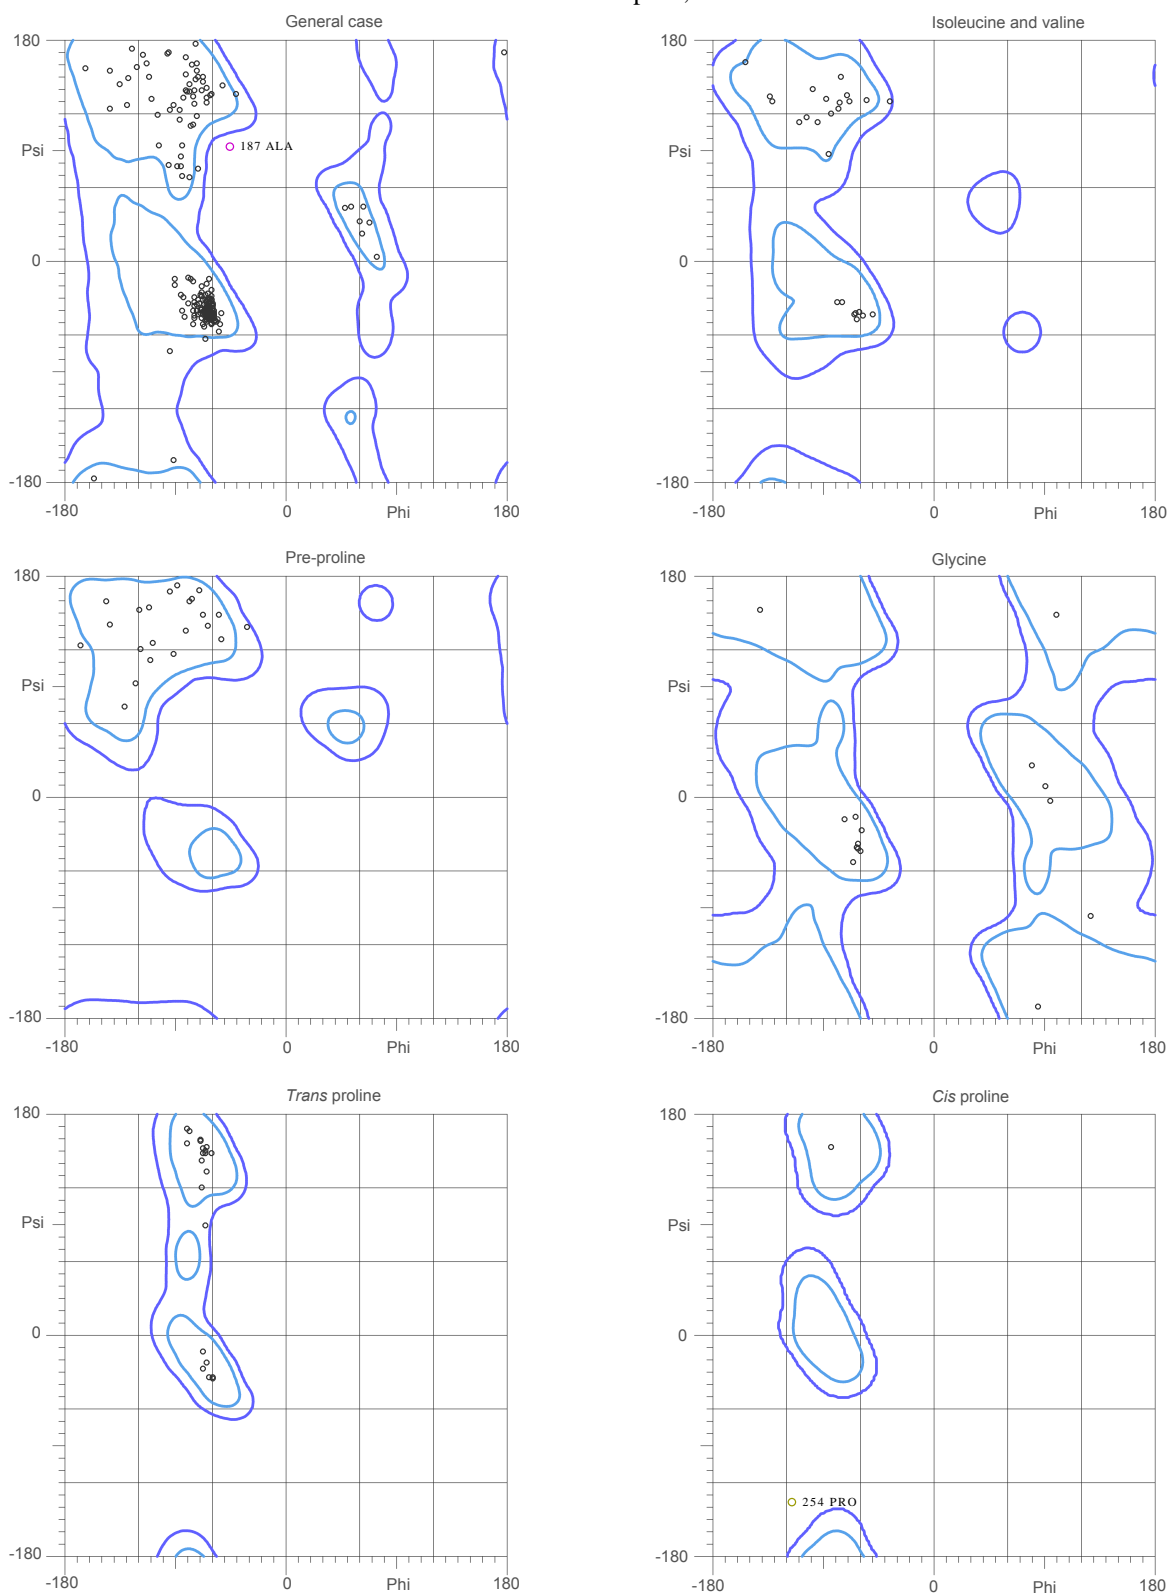 General case
180
Psi
0
-180
-180
0
Phi
180
187 ALA
Isoleucine and valine
180
Psi
0
-180
-180
0
Phi
180
Pre-proline
180
Psi
0
-180
-180
0
Phi
180
Glycine
180
Psi
0
-180
-180
0
Phi
180
Trans proline
180
Psi
0
-180
-180
0
Phi
180
Cis proline
180
Psi
0
-180
-180
0
Phi
180
254 PRO